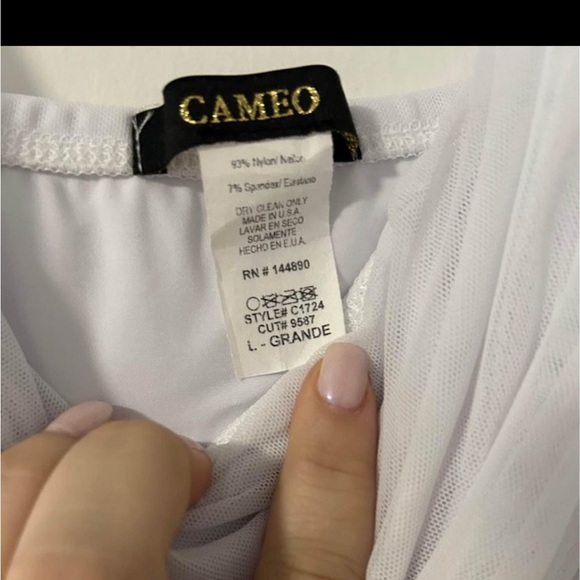 CAMEO
93% Nylon/ Nailon
7% Spandex/ Elastano
DRY CLEAN ONLY
MADE IN U.S.A.
LAVAR EN SECO
SOLAMENTE
HECHO EN E.U.A.
RN # 144890
STYLE# C1724
CUT# 9587
L - GRANDE